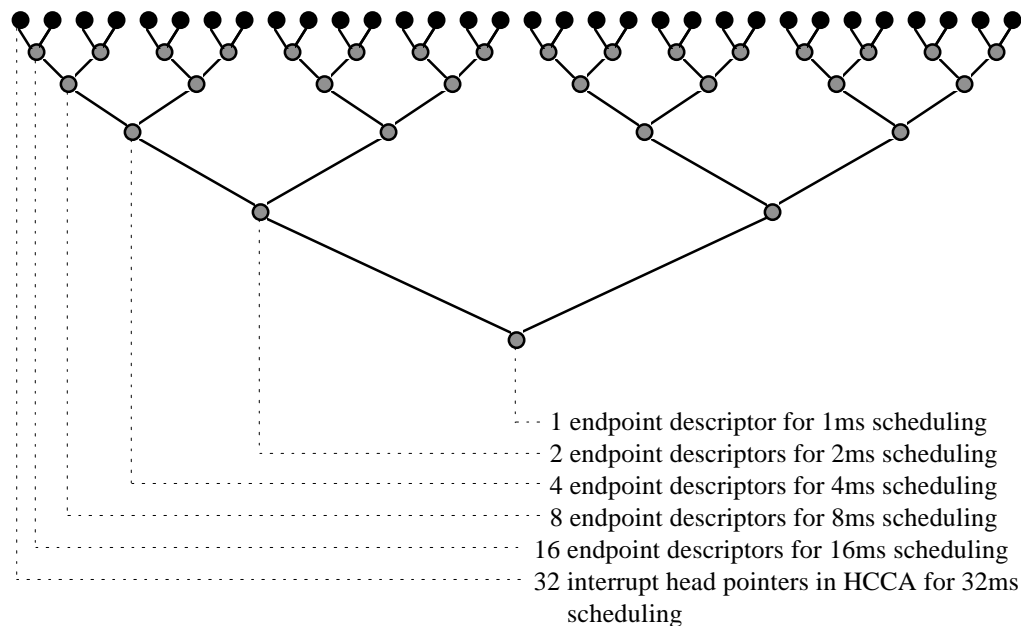 1 endpoint descriptor for 1ms scheduling
2 endpoint descriptors for 2ms scheduling
4 endpoint descriptors for 4ms scheduling
8 endpoint descriptors for 8ms scheduling
16 endpoint descriptors for 16ms scheduling
32 interrupt head pointers in HCCA for 32ms
scheduling